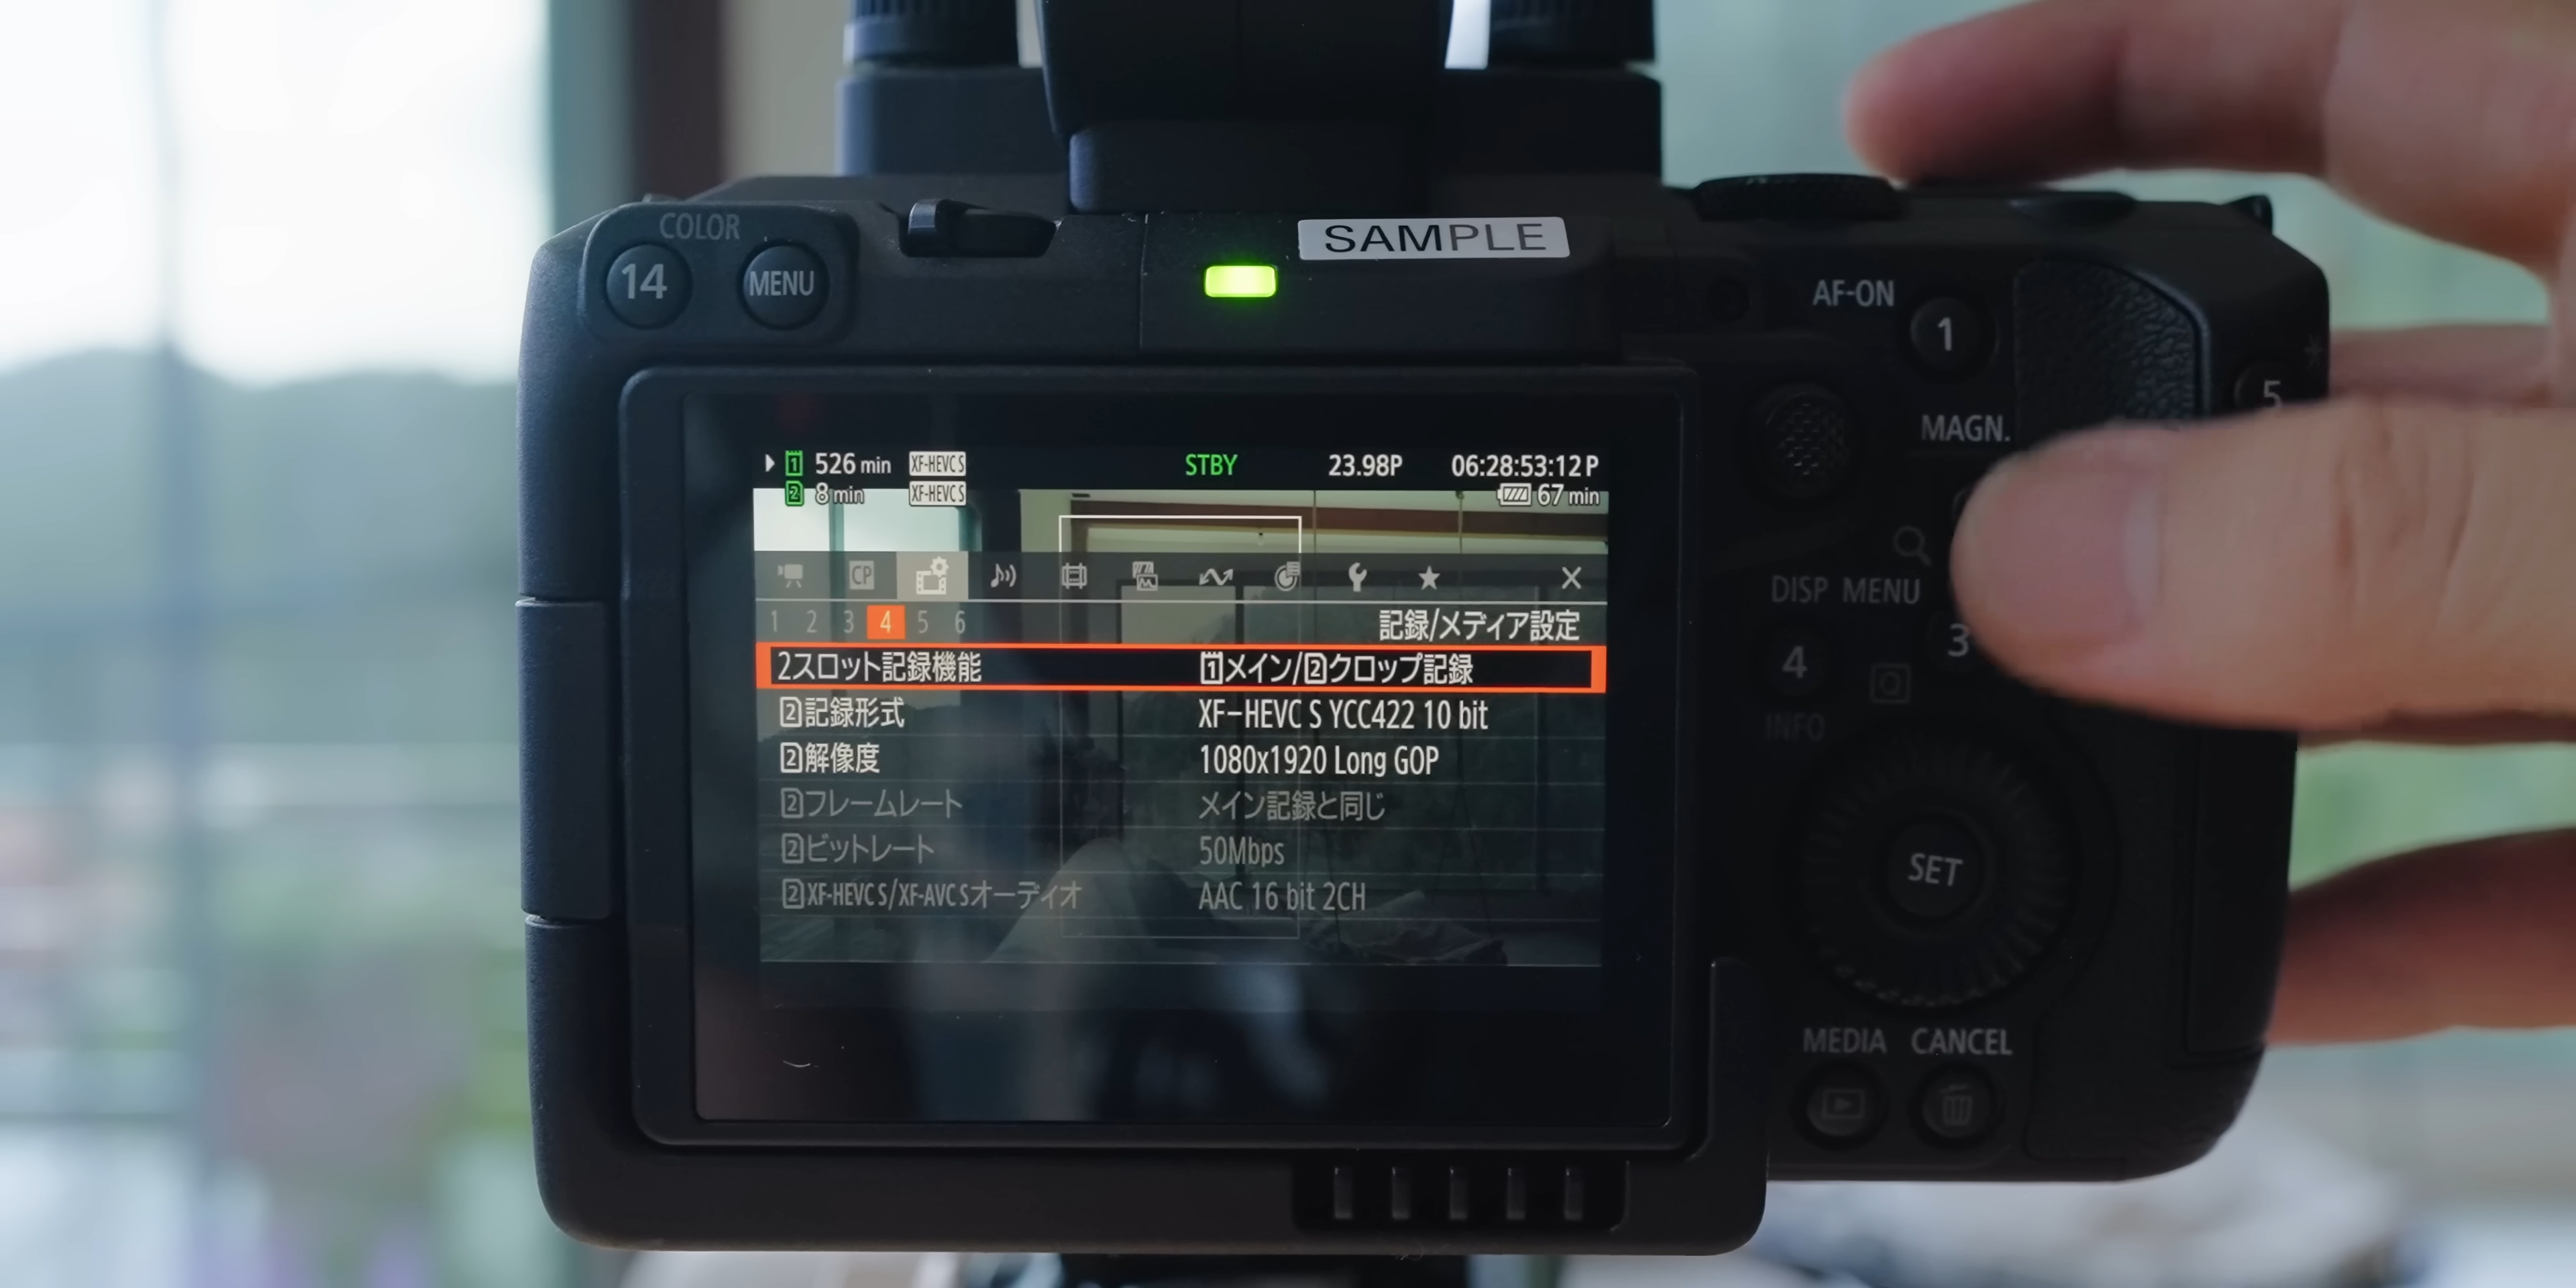 COLOR
14 MENU
SAMPLE
AF-ON
1
5
MAGN.
DISP MENU
3
4
INFO
SET
MEDIA CANCEL
1 526 min XF-HEVC S STBY 23.98P 06:28:53:12 P
2 8 min XF-HEVC S 67 min
CP
1 2 3 4 5 6 記録/メディア設定
2スロット記録機能 1メイン/2クロップ記録
2記録形式 XF-HEVC S YCC422 10 bit
2解像度 1080x1920 Long GOP
2フレームレート メイン記録と同じ
2ビットレート 50Mbps
2XF-HEVC S/XF-AVC Sオーディオ AAC 16 bit 2CH